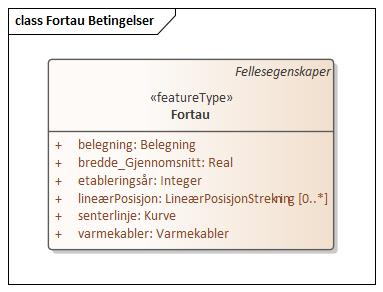 class Fortau Betingelser
Fellesegenskaper
«featureType»
Fortau
+ belegning: Belegning
+ bredde_Gjennomsnitt: Real
+ etableringsår: Integer
+ lineærPosisjon: LineærPosisjonStrekning [0..*]
+ senterlinje: Kurve
+ varmekabler: Varmekabler